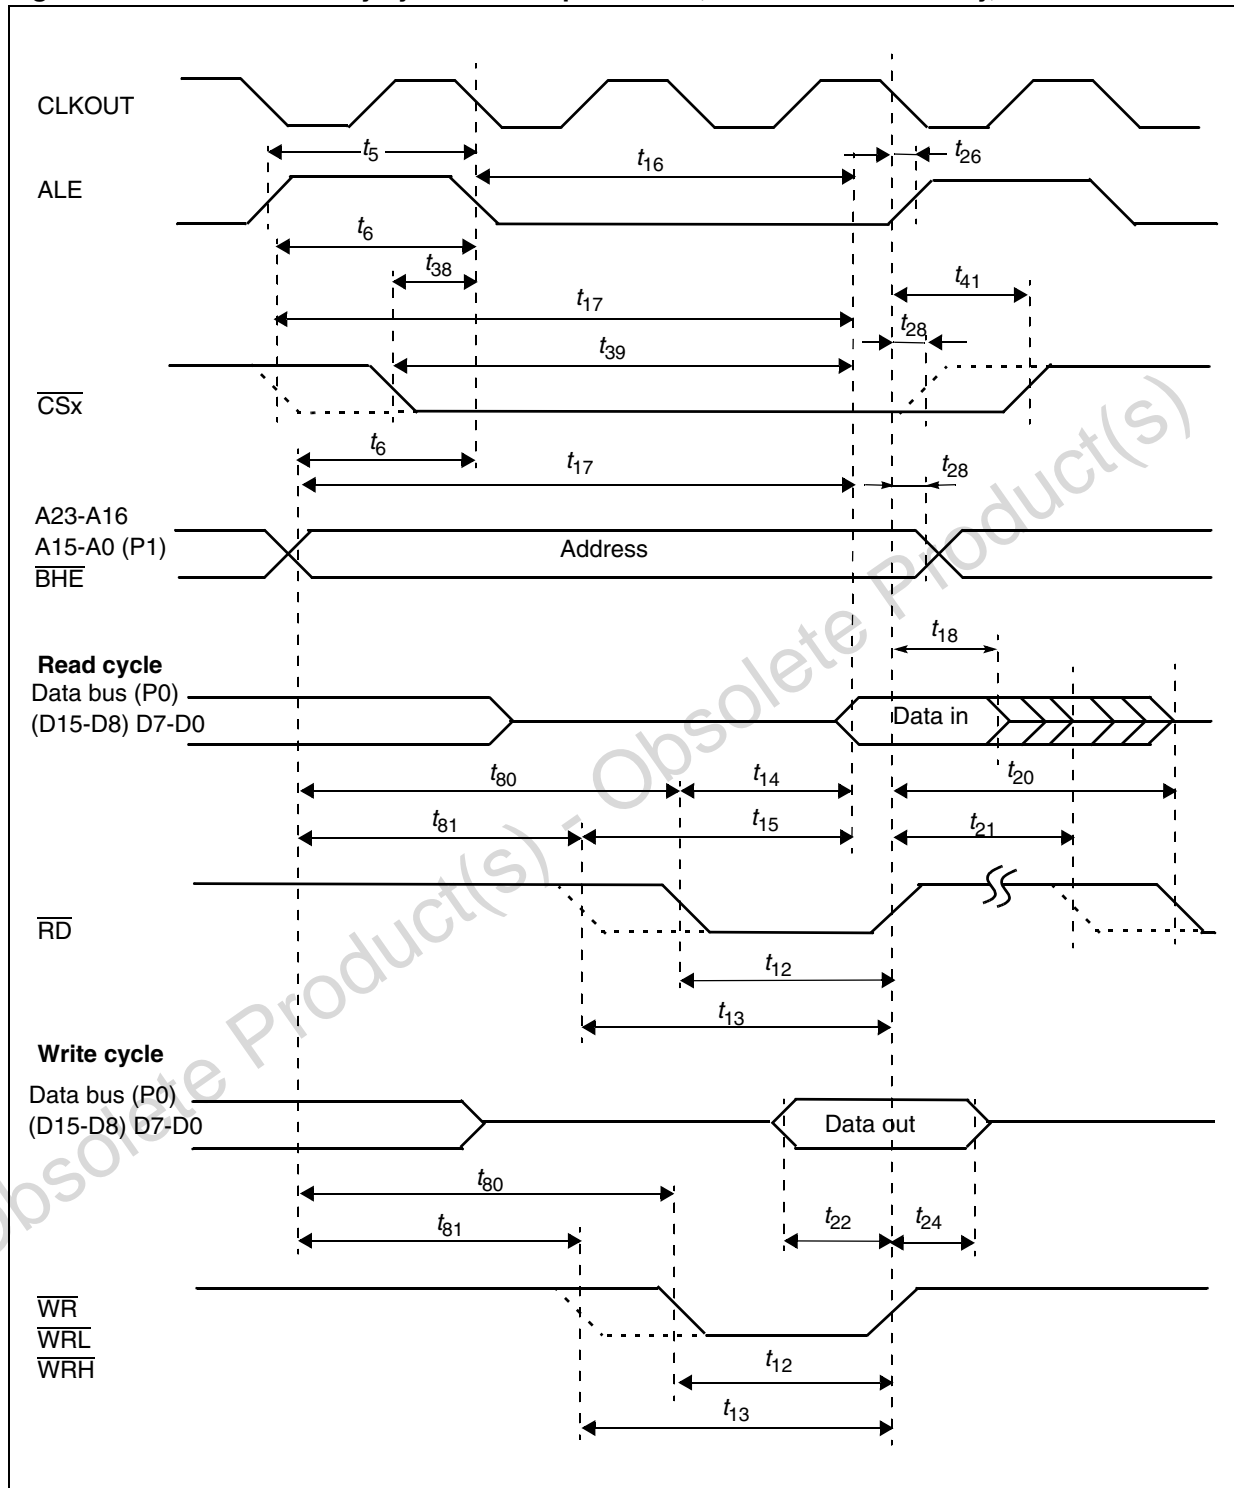 CLKOUT
t5
t16
t26
ALE
t6
t38
t41
t17
t28
t39
CSx
t6
t17
t28
A23-A16
A15-A0 (P1)
Address
BHE
t18
Read cycle
Data bus (P0)
(D15-D8) D7-D0
Data in
t80
t14
t20
t81
t15
t21
RD
t12
t13
Write cycle
Data bus (P0)
(D15-D8) D7-D0
Data out
t80
t22
t24
t81
WR
WRL
WRH
t12
t13
Obsolete Product(s) - Obsolete Product(s)